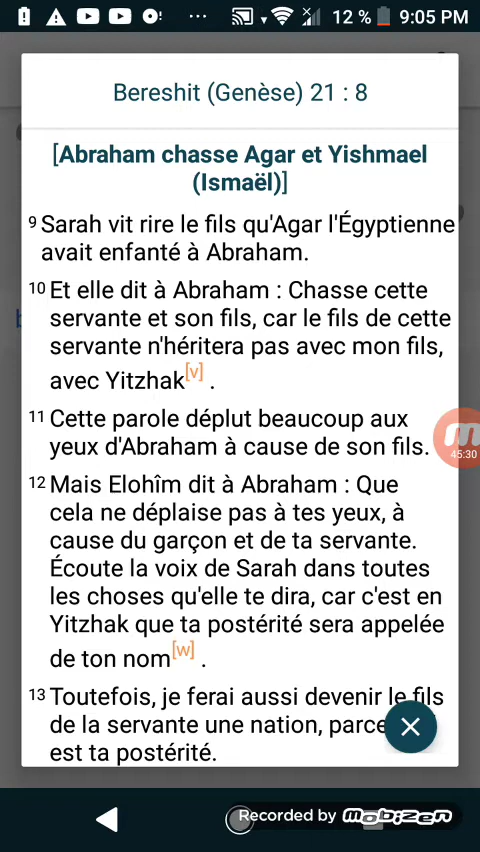 12 % 9:05 PM
Bereshit (Genèse) 21 : 8
[Abraham chasse Agar et Yishmael
(Ismaël)]
9 Sarah vit rire le fils qu'Agar l'Égyptienne
avait enfanté à Abraham.
10 Et elle dit à Abraham : Chasse cette
servante et son fils, car le fils de cette
servante n'héritera pas avec mon fils,
avec Yitzhak[v] .
11 Cette parole déplut beaucoup aux
yeux d'Abraham à cause de son fils.
45:30
12 Mais Elohîm dit à Abraham : Que
cela ne déplaise pas à tes yeux, à
cause du garçon et de ta servante.
Écoute la voix de Sarah dans toutes
les choses qu'elle te dira, car c'est en
Yitzhak que ta postérité sera appelée
de ton nom[w] .
13 Toutefois, je ferai aussi devenir le fils
de la servante une nation, parce
est ta postérité.
Recorded by Mobizen